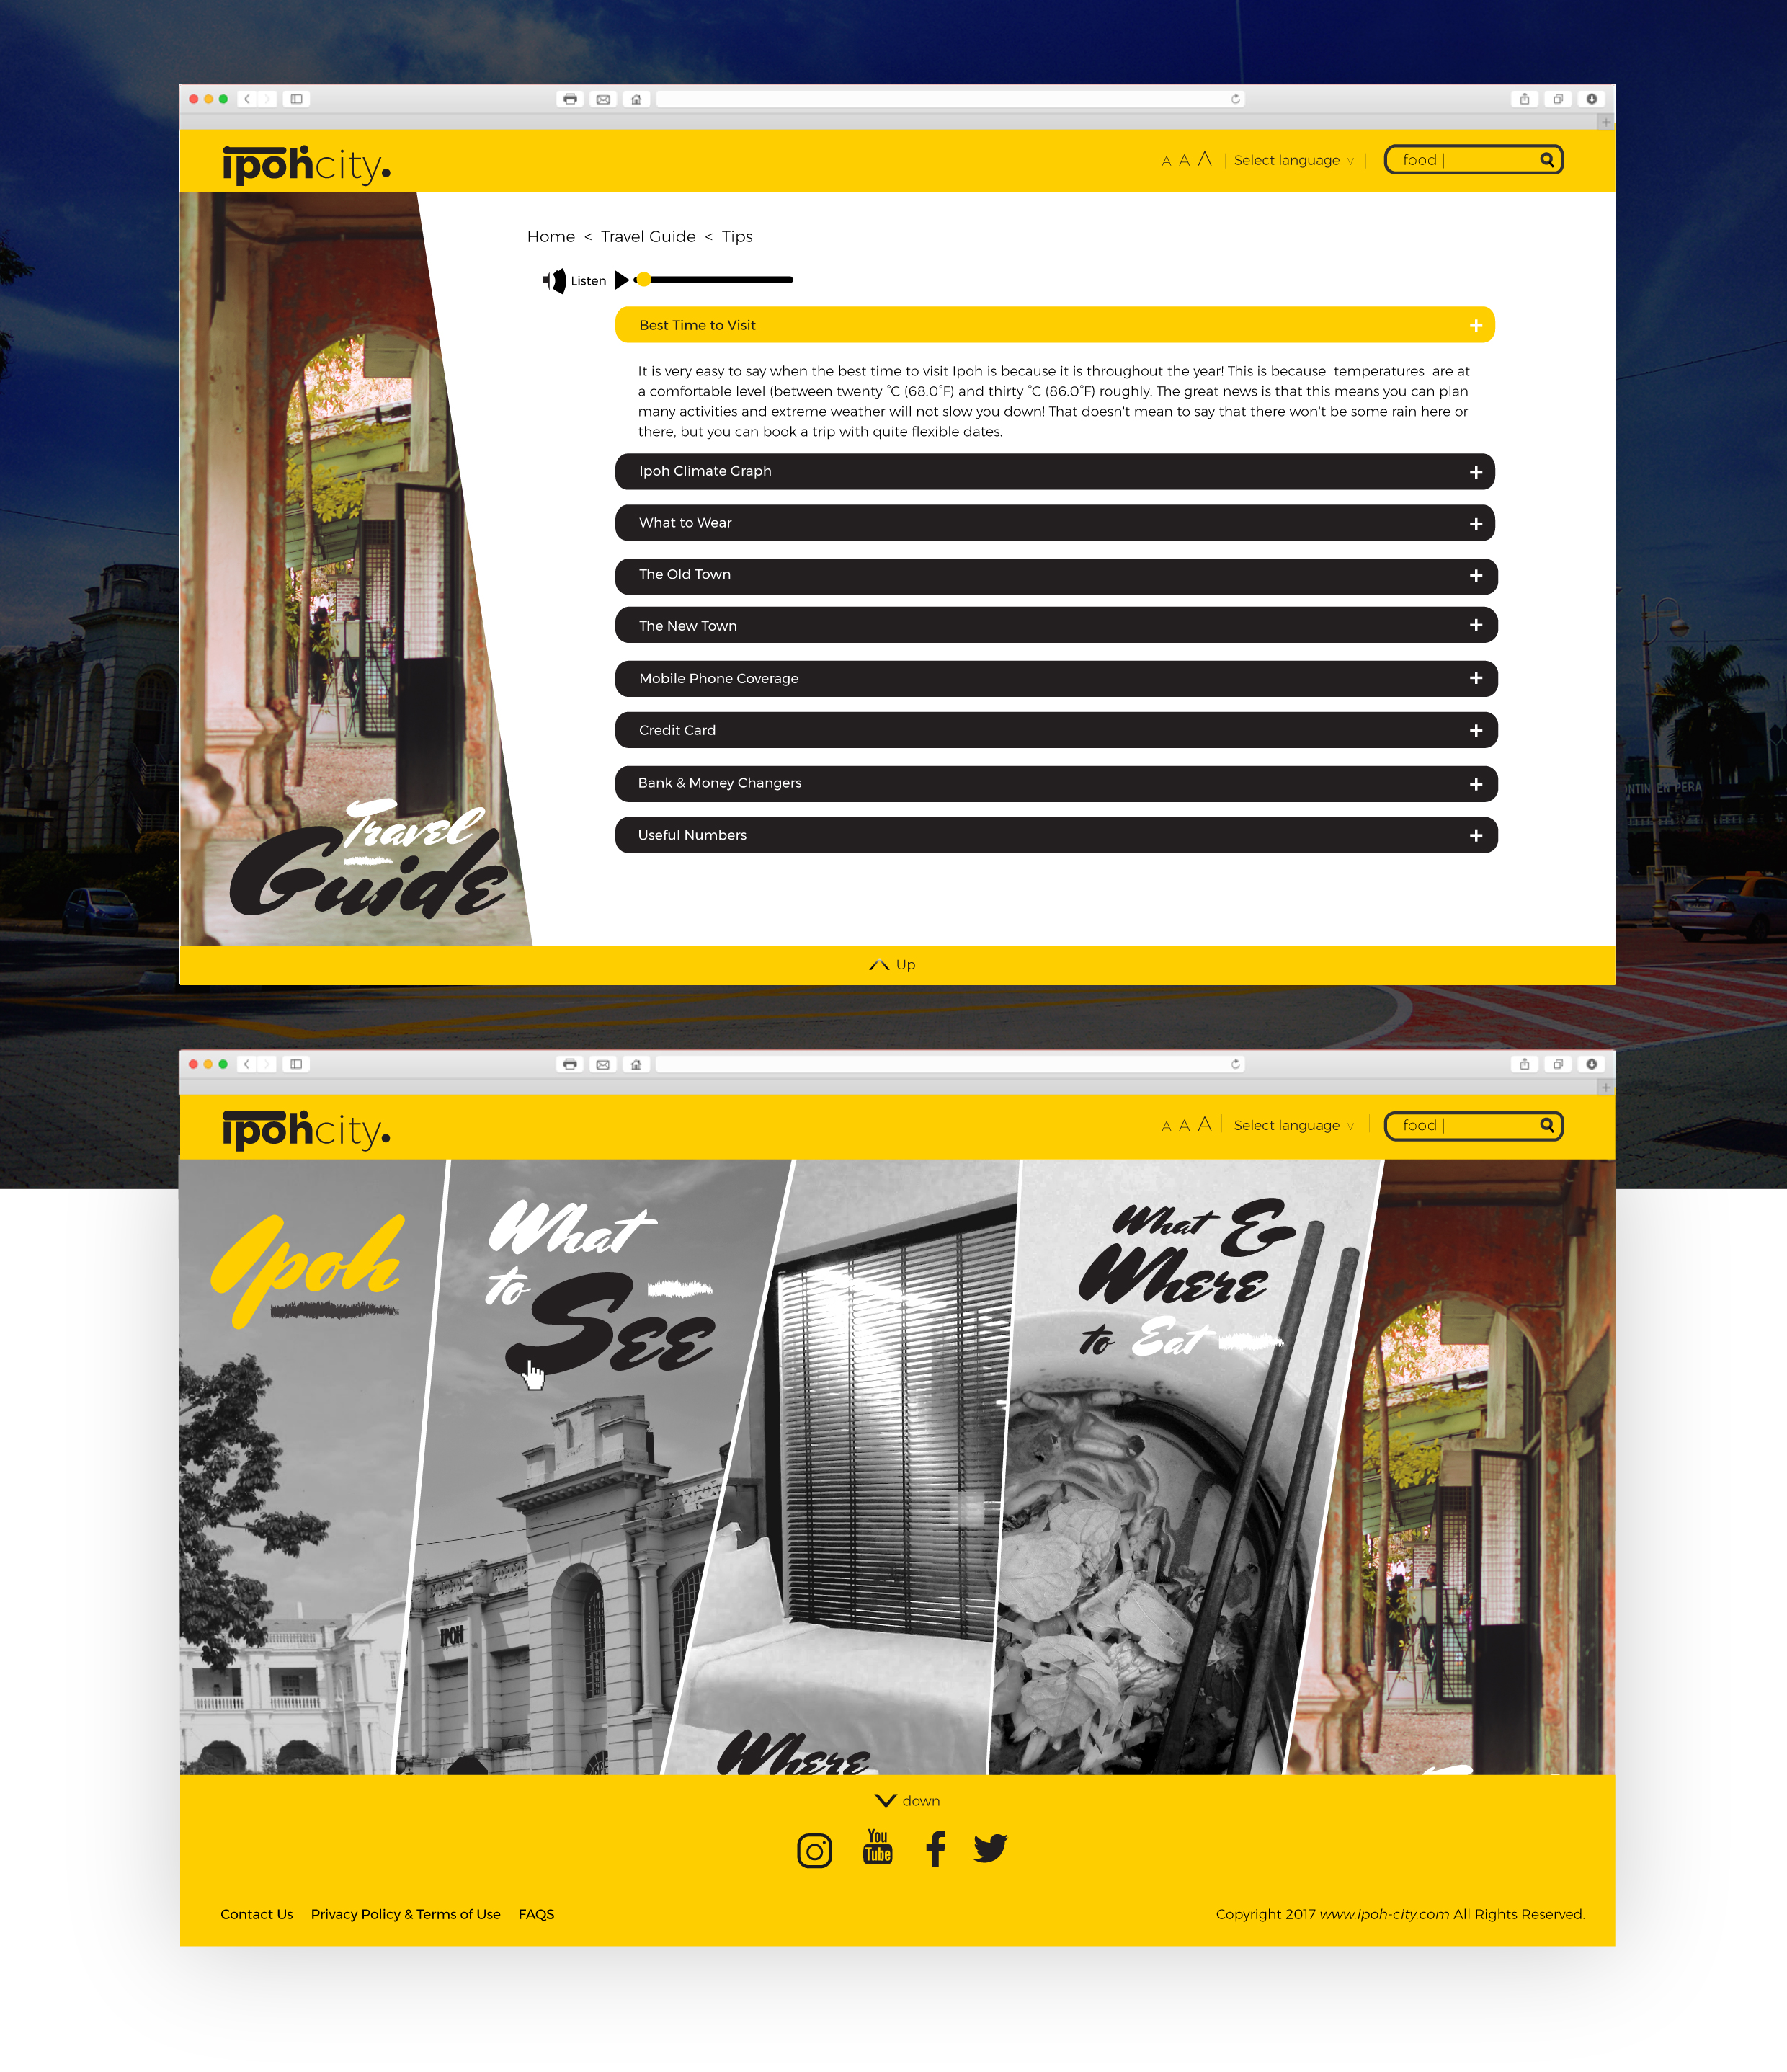 ipohcity.
A A A Select language v food
Home < Travel Guide < Tips
Listen
Best Time to Visit +
It is very easy to say when the best time to visit Ipoh is because it is throughout the year! This is because temperatures are at
a comfortable level (between twenty °C (68.0°F) and thirty °C (86.0°F) roughly. The great news is that this means you can plan
many activities and extreme weather will not slow you down! That doesn't mean to say that there won't be some rain here or
there, but you can book a trip with quite flexible dates.
Ipoh Climate Graph +
What to Wear +
The Old Town +
The New Town +
Mobile Phone Coverage +
Credit Card +
Bank & Money Changers +
Useful Numbers +
Travel
Guide
Up
ipohcity.
A A A Select language v food
Ipoh
What
to See
What &
Where
to Eat
IPOH
Where
down
You
Tube
Contact Us Privacy Policy & Terms of Use FAQS
Copyright 2017 www.ipoh-city.com All Rights Reserved.